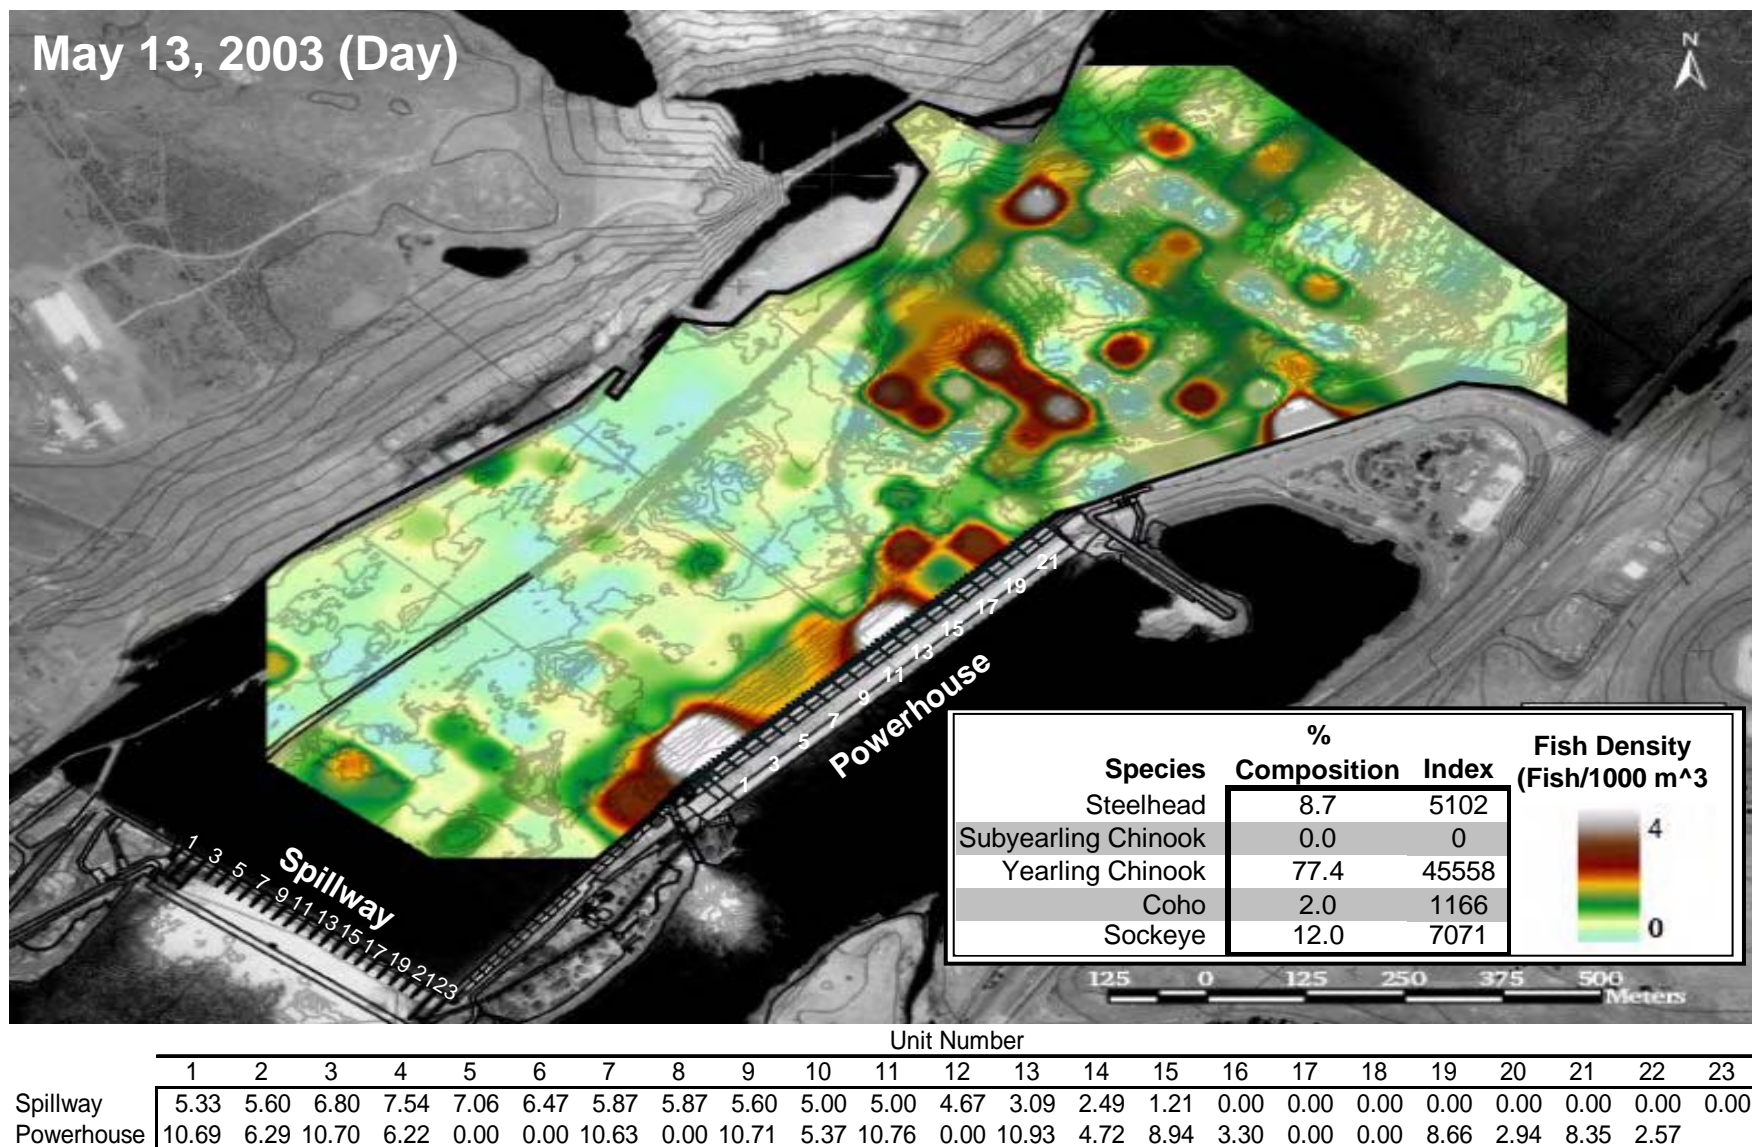 May 13, 2003 (Day)
N
21
19
17
15
13
11
9
7
5
3
1
Powerhouse
Spillway
1 3 5 7 9 11 13 15 17 19 21 23
Species % Composition Index
Steelhead 8.7 5102
Subyearling Chinook 0.0 0
Yearling Chinook 77.4 45558
Coho 2.0 1166
Sockeye 12.0 7071
Fish Density
(Fish/1000 m^3
4
0
125 0 125 250 375 500
Meters
Unit Number
1 2 3 4 5 6 7 8 9 10 11 12 13 14 15 16 17 18 19 20 21 22 23
Spillway 5.33 5.60 6.80 7.54 7.06 6.47 5.87 5.87 5.60 5.00 5.00 4.67 3.09 2.49 1.21 0.00 0.00 0.00 0.00 0.00 0.00 0.00 0.00
Powerhouse 10.69 6.29 10.70 6.22 0.00 0.00 10.63 0.00 10.71 5.37 10.76 0.00 10.93 4.72 8.94 3.30 0.00 0.00 8.66 2.94 8.35 2.57